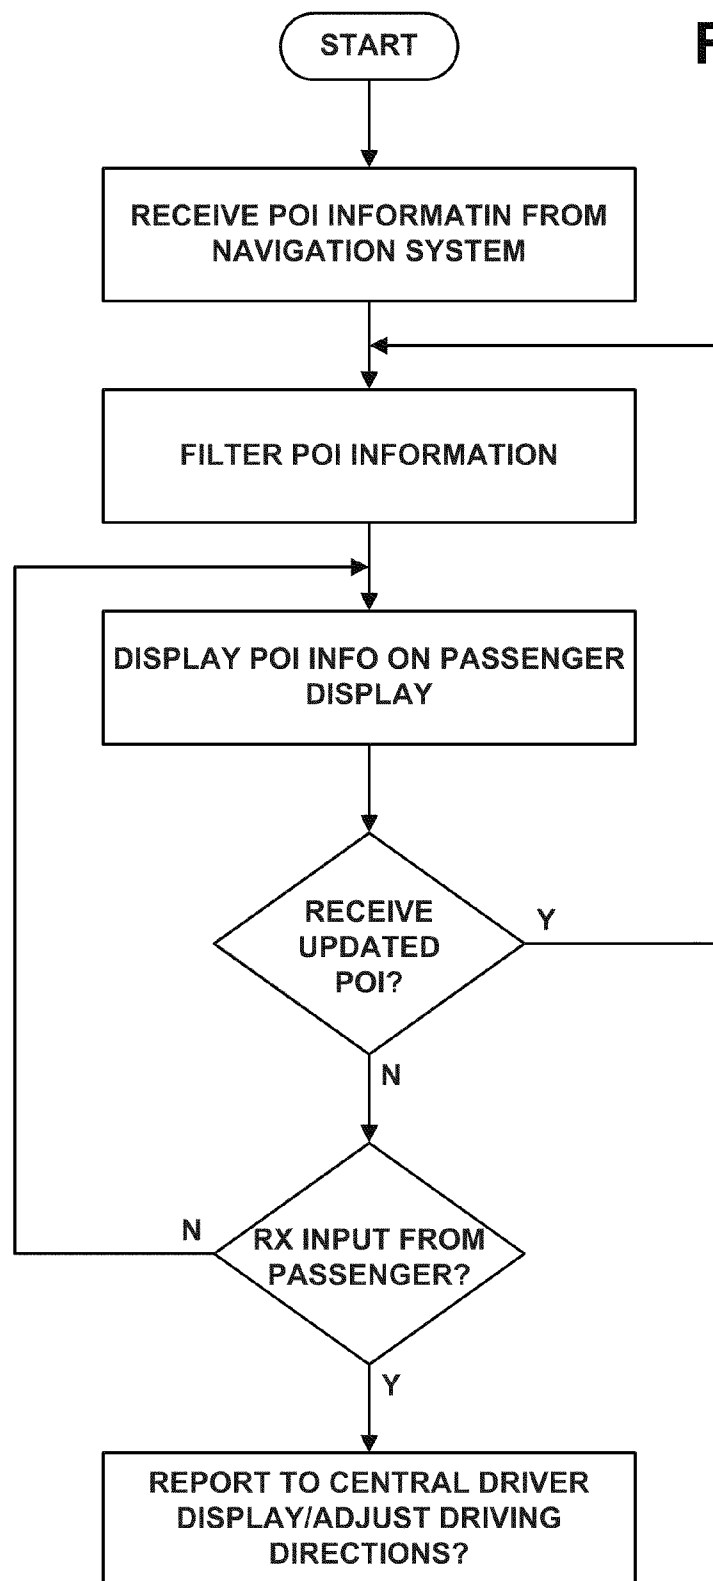 START
RECEIVE POI INFORMATIN FROM
NAVIGATION SYSTEM
FILTER POI INFORMATION
DISPLAY POI INFO ON PASSENGER
DISPLAY
RECEIVE
UPDATED
POI?
Y
N
N
RX INPUT FROM
PASSENGER?
Y
REPORT TO CENTRAL DRIVER
DISPLAY/ADJUST DRIVING
DIRECTIONS?